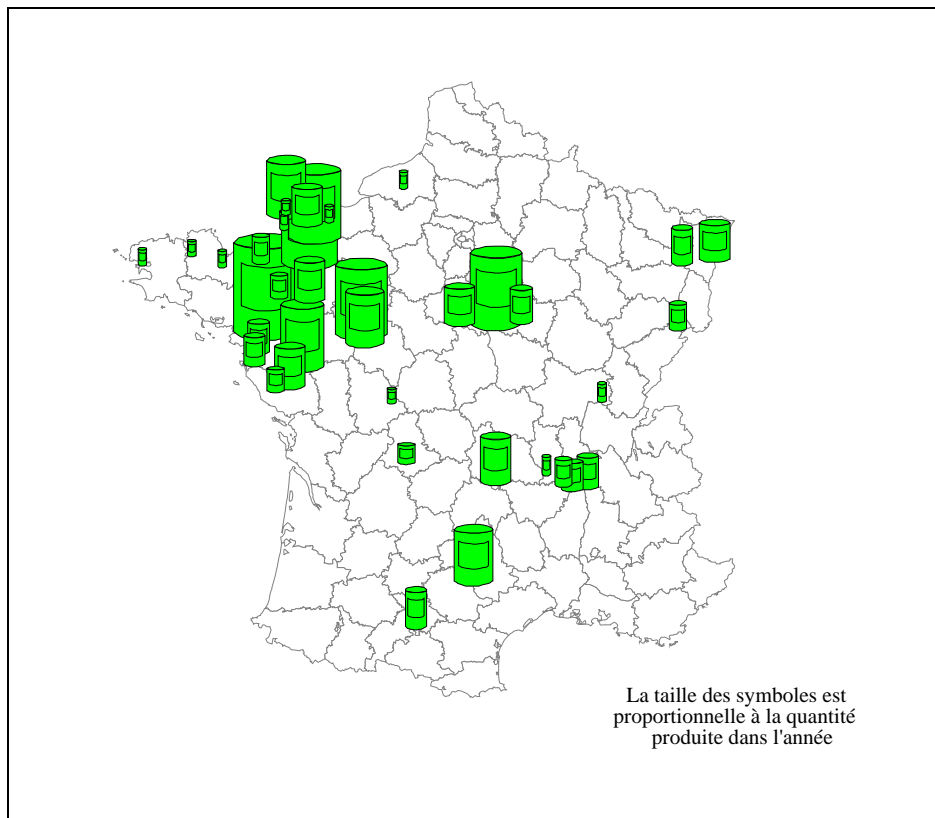 La taille des symboles est
proportionnelle à la quantité
produite dans l'année